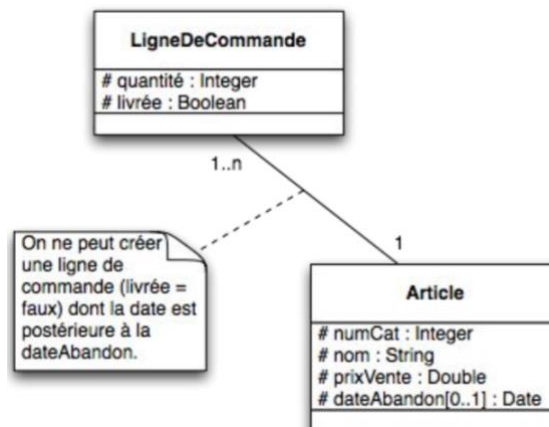 LigneDeCommande
# quantité : Integer
# livrée : Boolean
1..n
On ne peut créer
une ligne de
commande (livrée =
faux) dont la date est
postérieure à la
dateAbandon.
1
Article
# numCat : Integer
# nom : String
# prixVente : Double
# dateAbandon[0..1] : Date